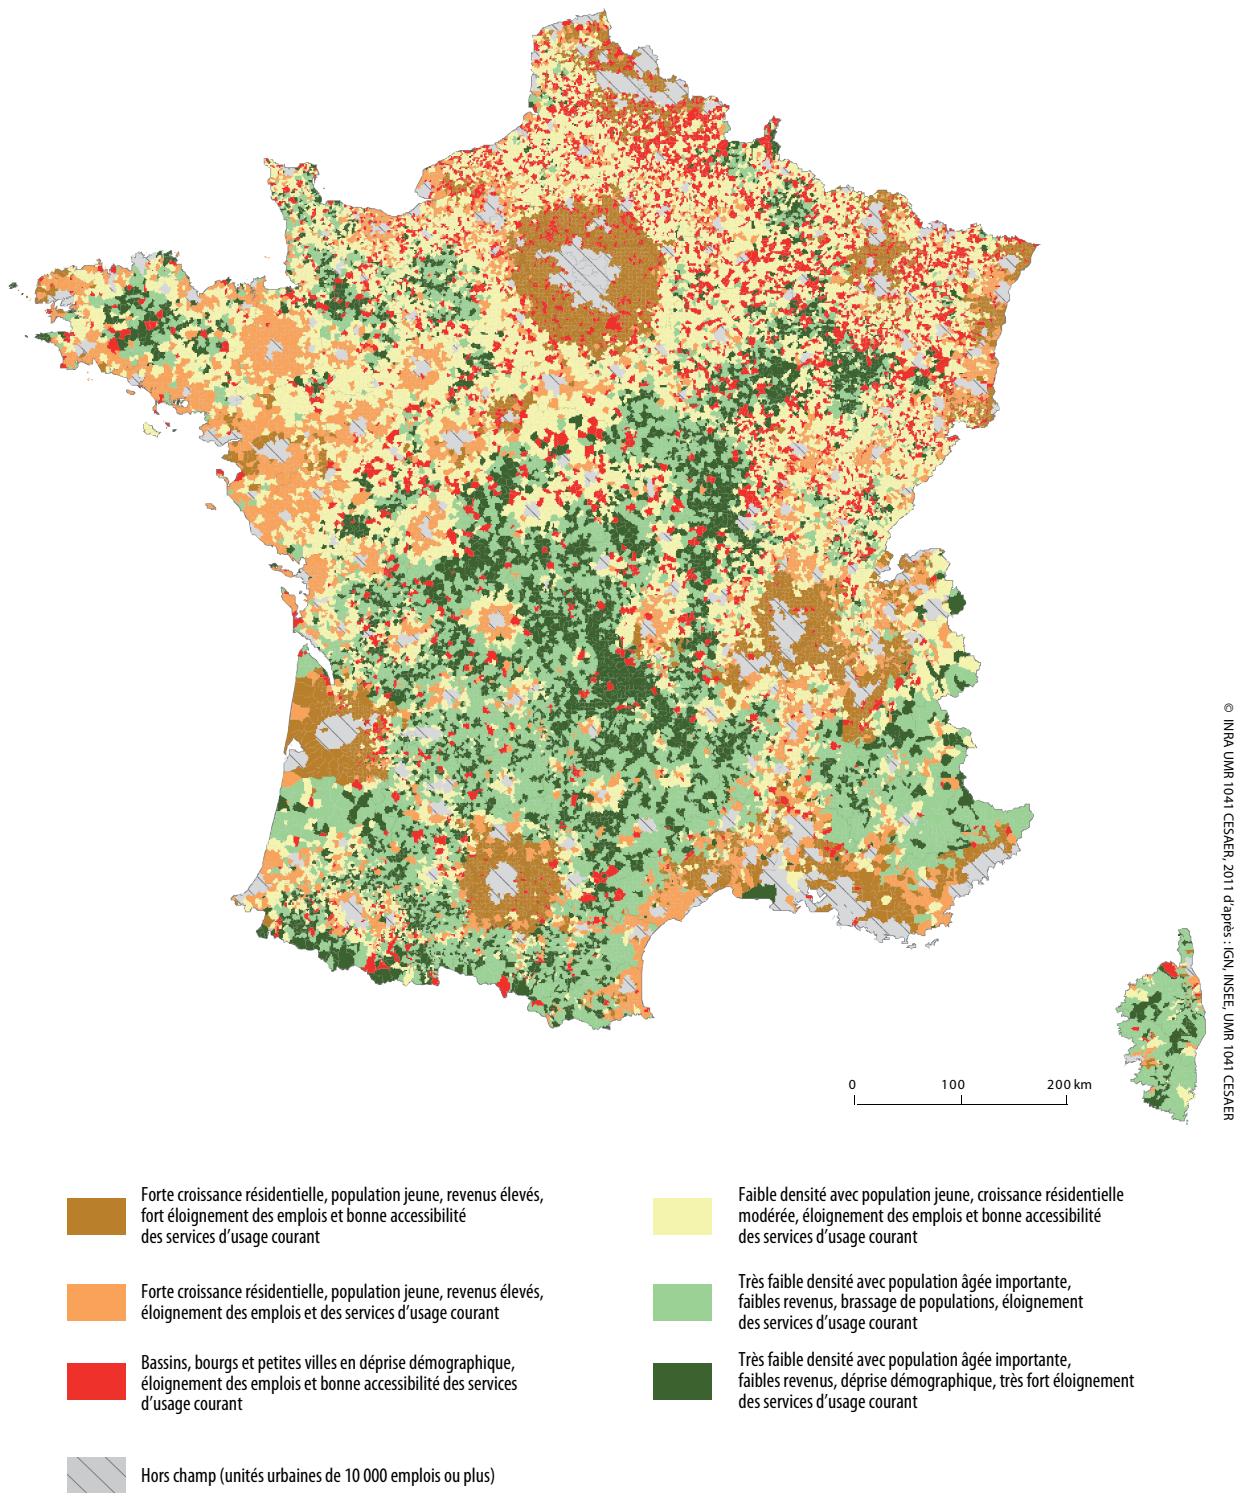 © INRA UMR 1041 CESAER, 2011 d'après : IGN, INSEE, UMR 1041 CESAER
0 100 200 km
Forte croissance résidentielle, population jeune, revenus élevés,
fort éloignement des emplois et bonne accessibilité
des services d'usage courant
Forte croissance résidentielle, population jeune, revenus élevés,
éloignement des emplois et des services d'usage courant
Bassins, bourgs et petites villes en déprise démographique,
éloignement des emplois et bonne accessibilité des services
d'usage courant
Hors champ (unités urbaines de 10 000 emplois ou plus)
Faible densité avec population jeune, croissance résidentielle
modérée, éloignement des emplois et bonne accessibilité
des services d'usage courant
Très faible densité avec population âgée importante,
faibles revenus, brassage de populations, éloignement
des services d'usage courant
Très faible densité avec population âgée importante,
faibles revenus, déprise démographique, très fort éloignement
des services d'usage courant